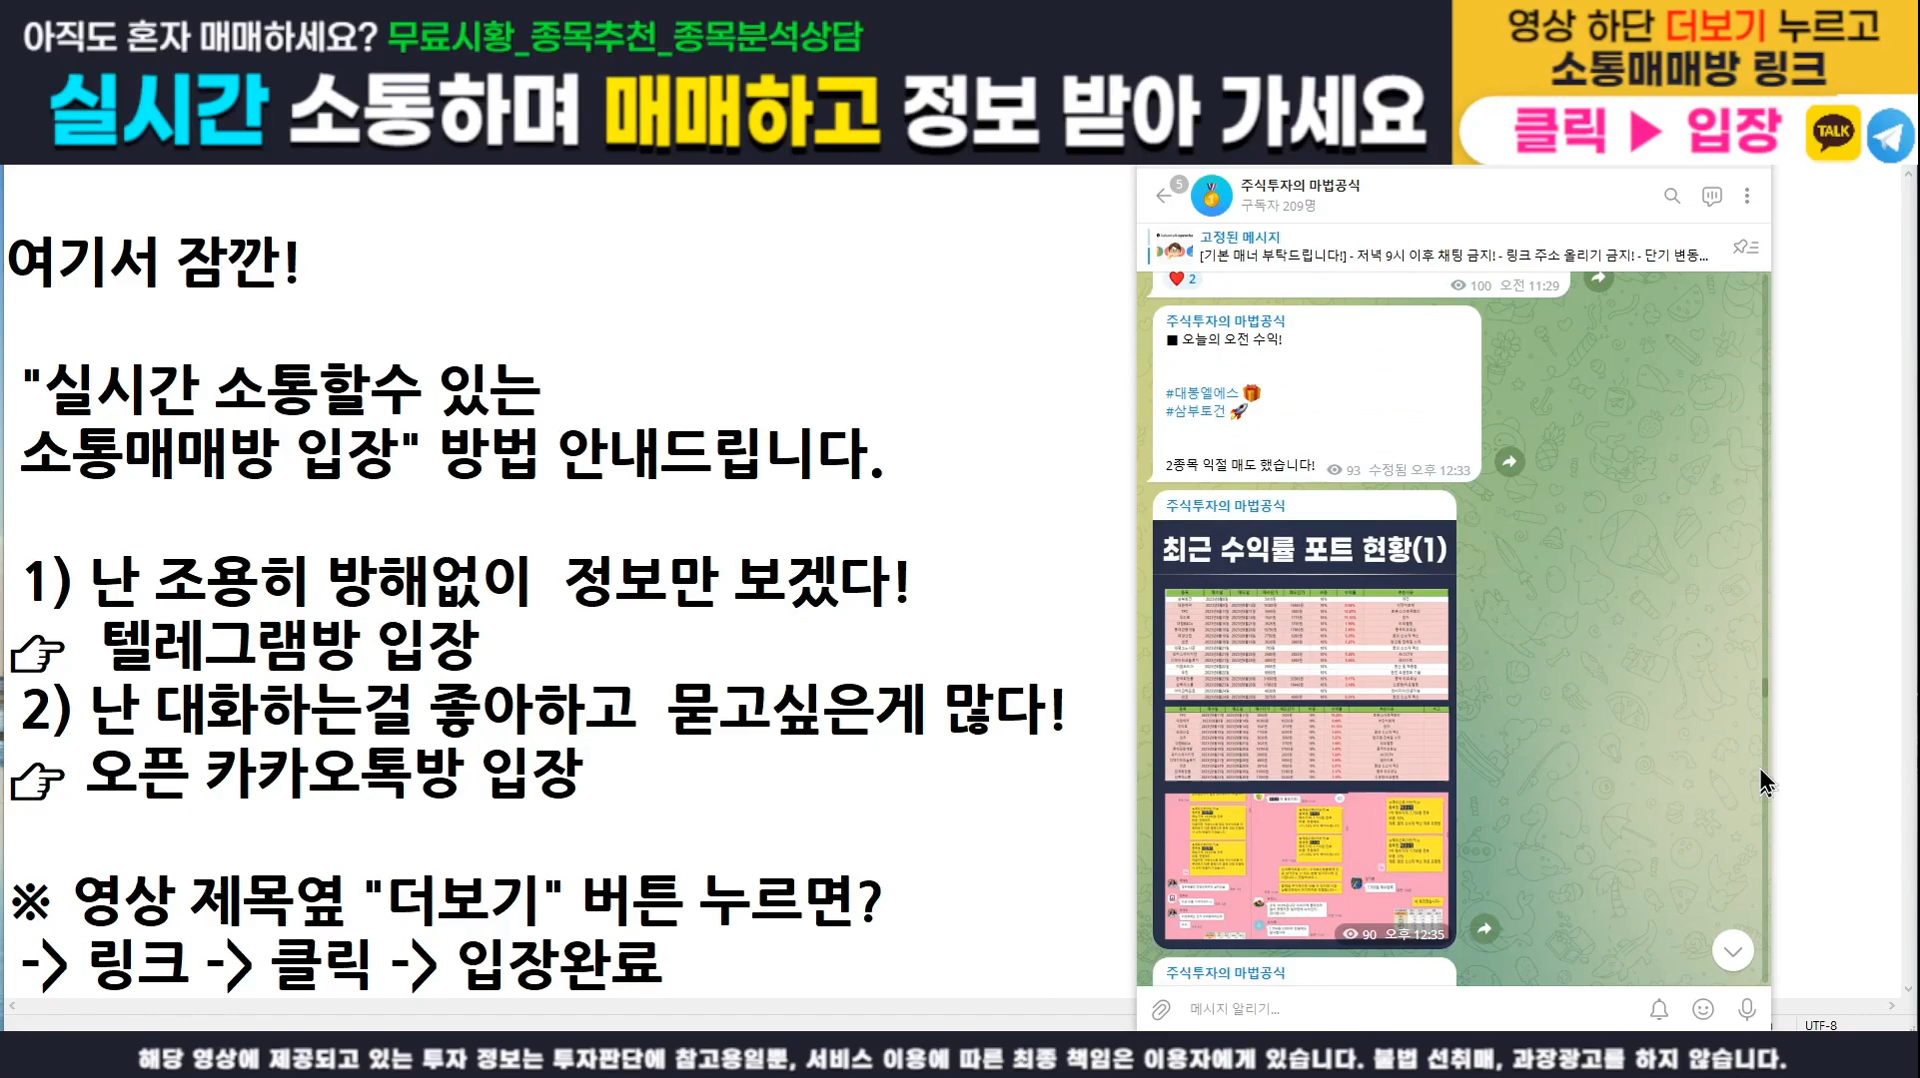 아직도 혼자 매매하세요? 무료시황_종목추천_종목분석상담
실시간 소통하며 매매하고 정보 받아 가세요
영상 하단 더보기 누르고
소통매매방 링크
클릭 ▶ 입장
TALK
여기서 잠깐!
"실시간 소통할수 있는
소통매매방 입장" 방법 안내드립니다.
1) 난 조용히 방해없이 정보만 보겠다!
👉 텔레그램방 입장
2) 난 대화하는걸 좋아하고 묻고싶은게 많다!
👉 오픈 카카오톡방 입장
※ 영상 제목옆 "더보기" 버튼 누르면?
-> 링크 -> 클릭 -> 입장완료
5
주식투자의 마법공식
구독자 209명
고정된 메시지
[기본 매너 부탁드립니다!] - 저녁 9시 이후 채팅 금지! - 링크 주소 올리기 금지! - 단기 변동...
❤️ 2
100 오전 11:29
주식투자의 마법공식
■ 오늘의 오전 수익!
#대봉엘에스 🎁
#삼부토건 🚀
2종목 익절 매도 했습니다! 93 수정됨 오후 12:33
주식투자의 마법공식
최근 수익률 포트 현황(1)
90 오후 12:35
주식투자의 마법공식
메시지 알리기...
UTF-8
해당 영상에 제공되고 있는 투자 정보는 투자판단에 참고용일뿐, 서비스 이용에 따른 최종 책임은 이용자에게 있습니다. 불법 선취매, 과장광고를 하지 않습니다.